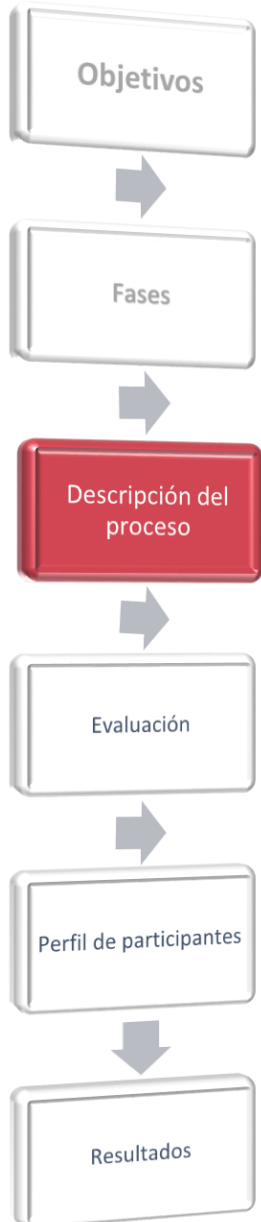 Objetivos
Fases
Descripción del
proceso
Evaluación
Perfil de participantes
Resultados